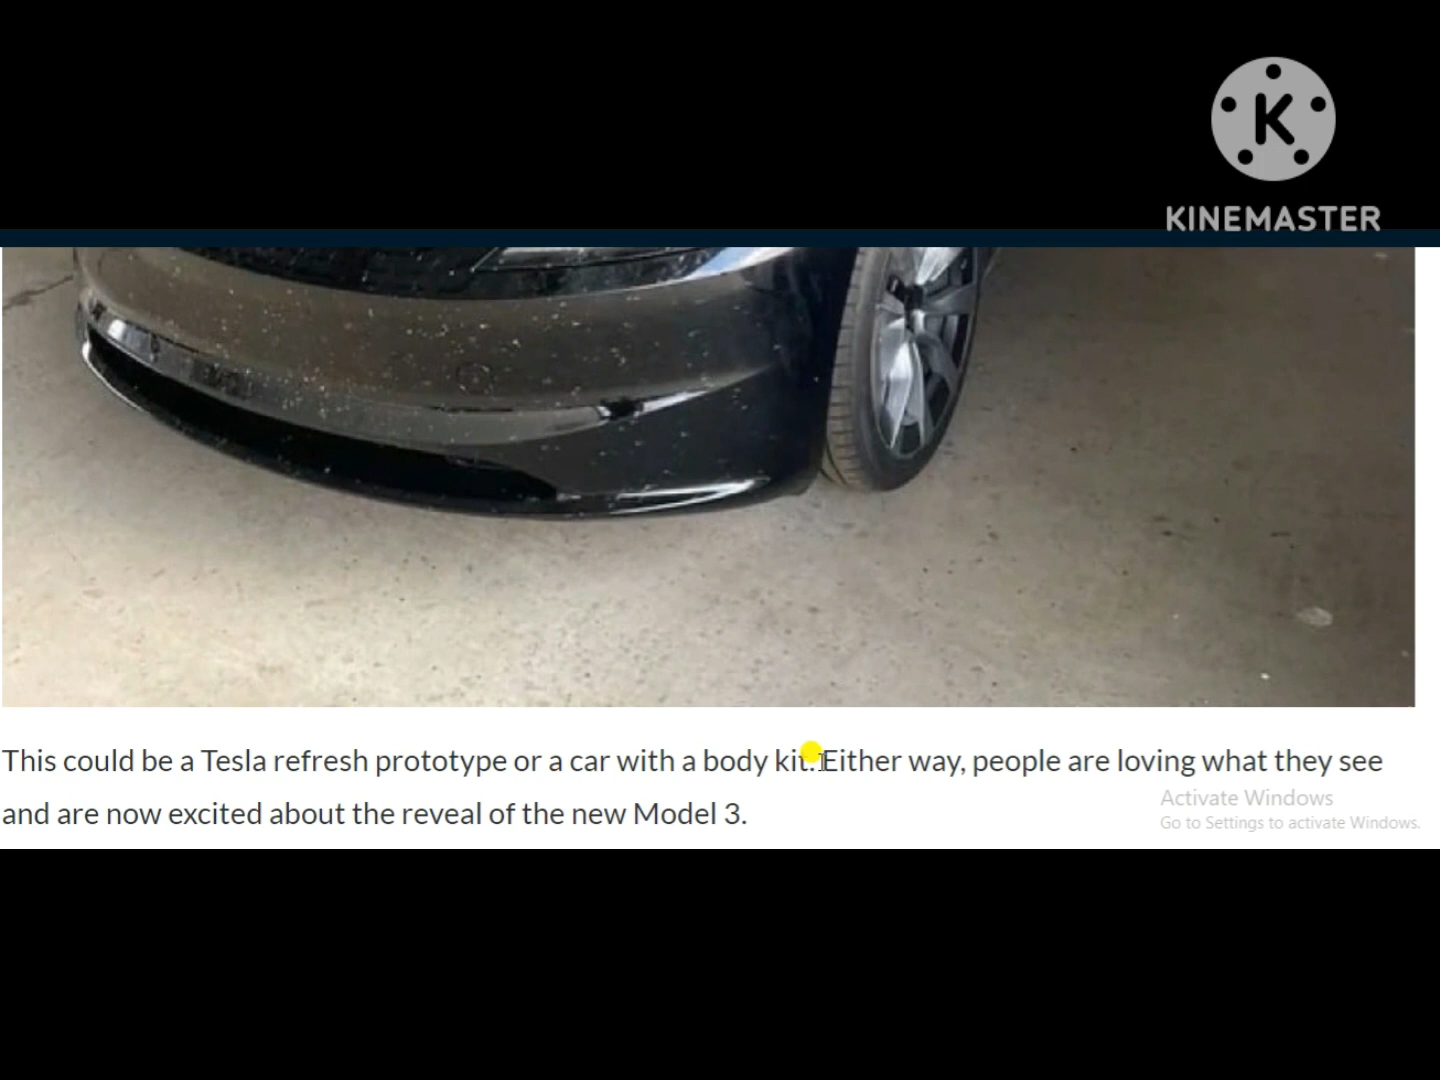 K
KINEMASTER
This could be a Tesla refresh prototype or a car with a body kit. Either way, people are loving what they see
and are now excited about the reveal of the new Model 3.
Activate Windows
Go to Settings to activate Windows.